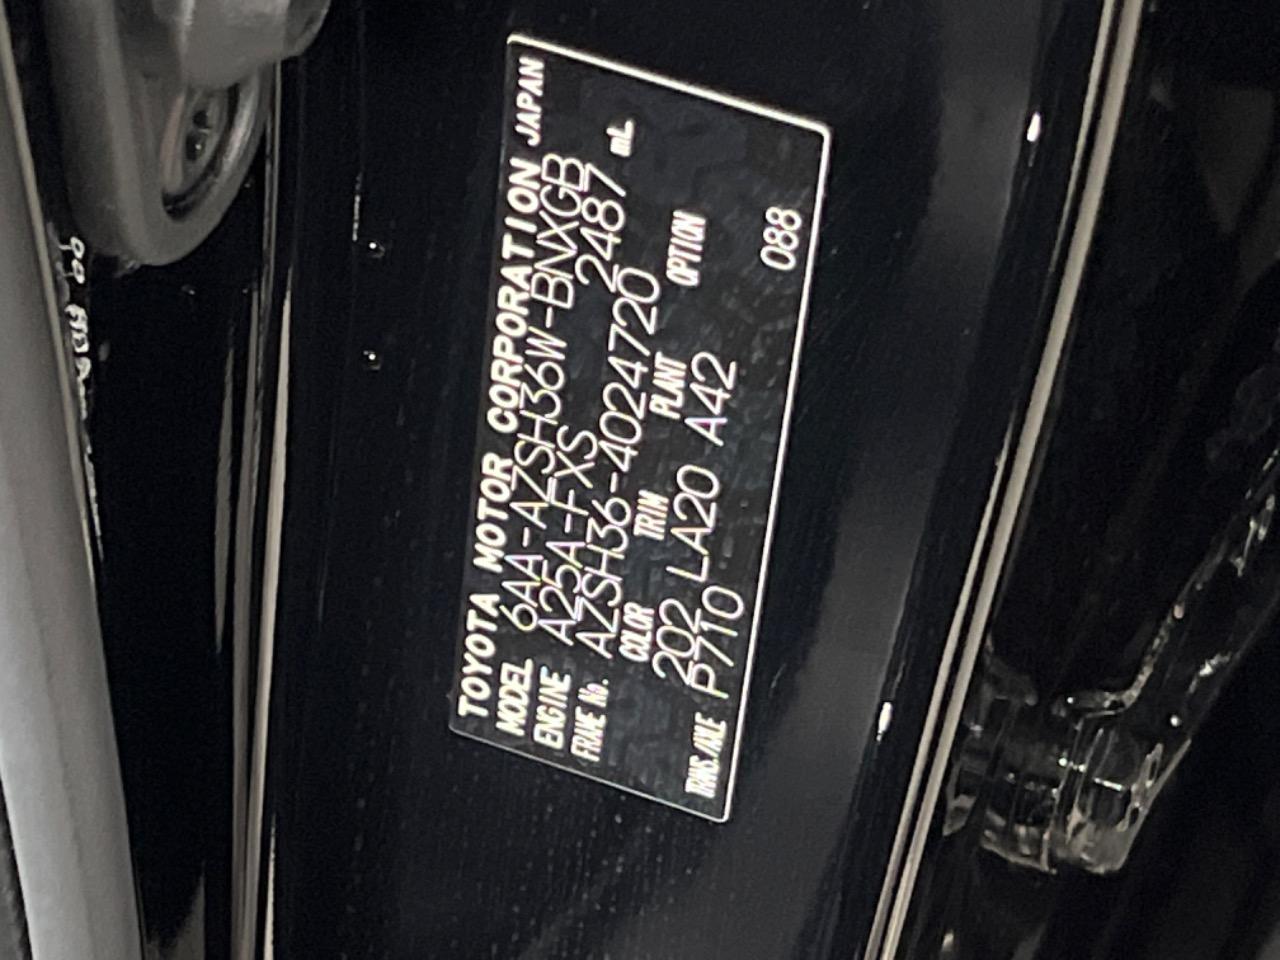 TOYOTA MOTOR CORPORATION JAPAN
MODEL 6AA-AZSH36W-BNXGB
ENGINE A25A-FXS 2487 mL
FRAME No. AZSH36-4024720
COLOR TRIM PLANT OPTION
202 LA20 A42
TRNS./AXLE P710 088